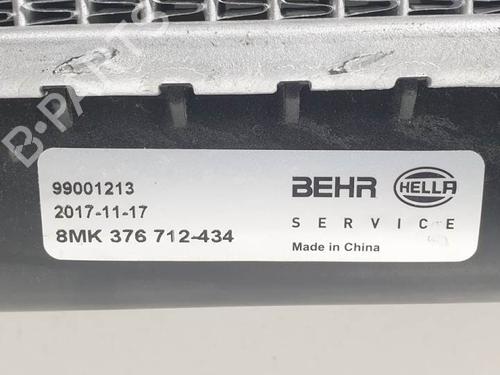 B-PARTS
99001213
2017-11-17
8MK 376 712-434
BEHR HELLA
SERVICE
Made in China